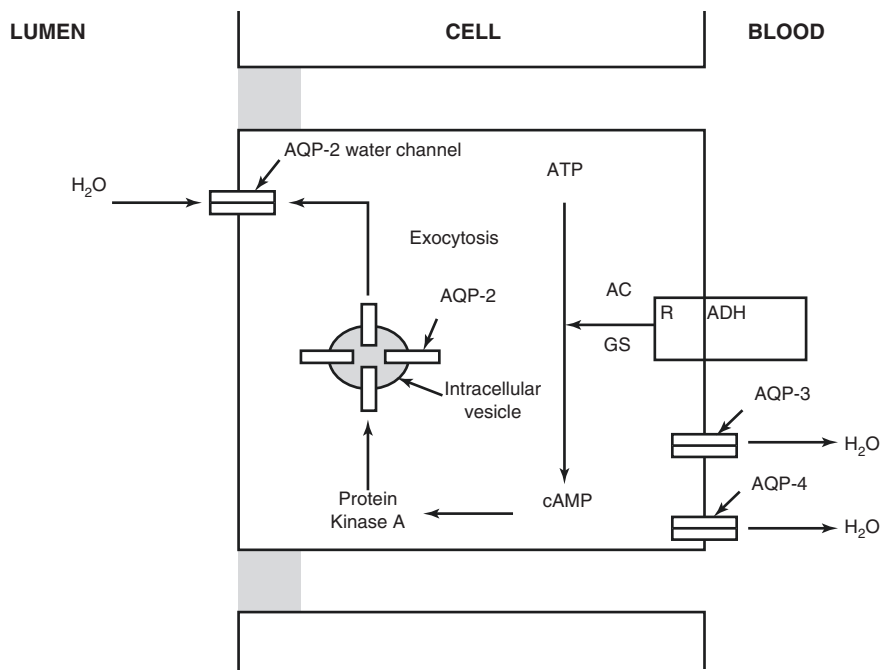 LUMEN
CELL
BLOOD
AQP-2 water channel
ATP
H₂O
Exocytosis
AC
AQP-2
R
ADH
GS
Intracellular
vesicle
AQP-3
H₂O
AQP-4
Protein
Kinase A
cAMP
H₂O